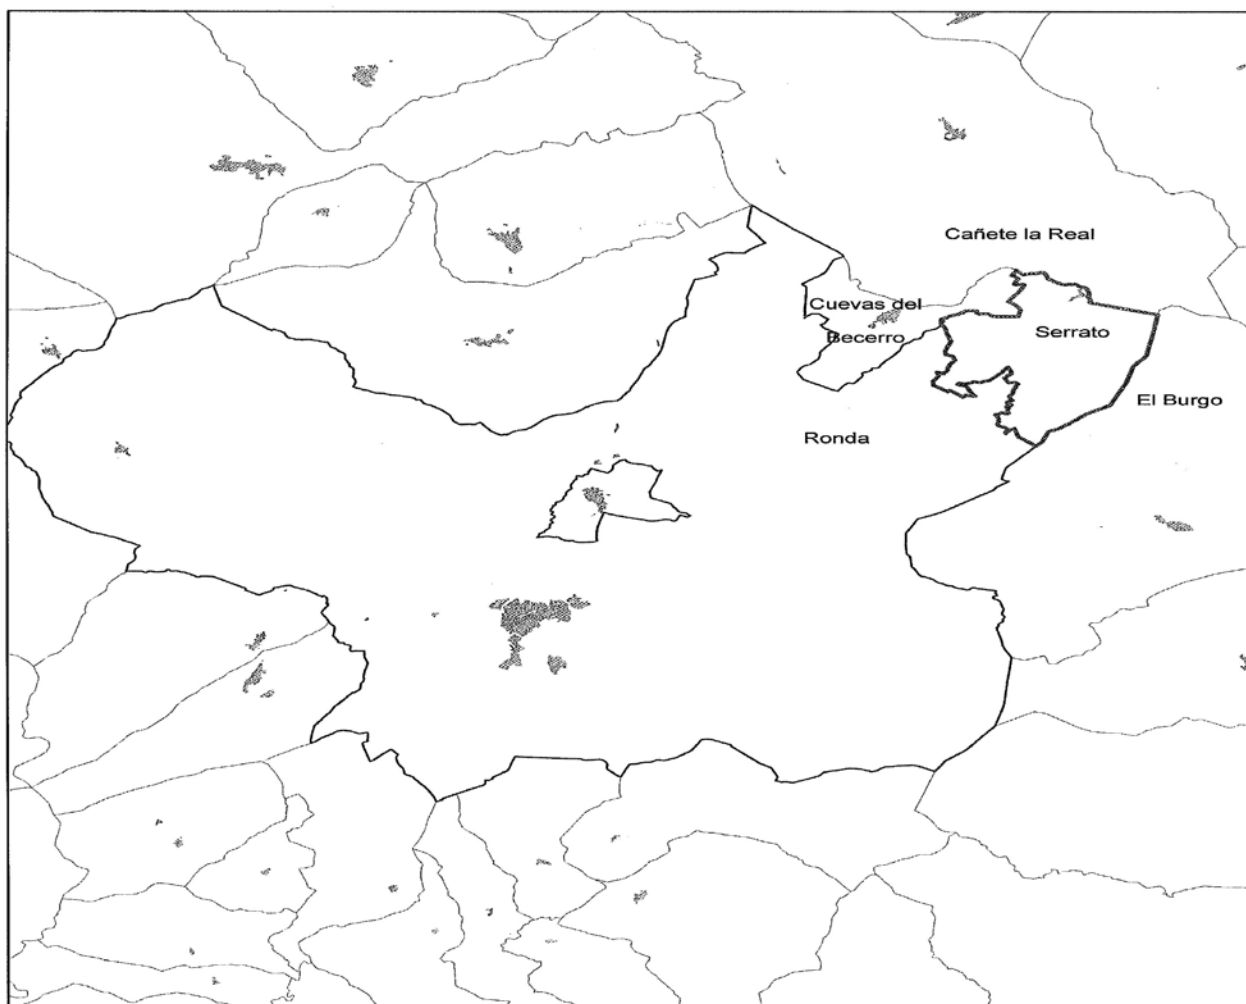 Cañete la Real
Cuevas del
Becerro
Serrato
El Burgo
Ronda